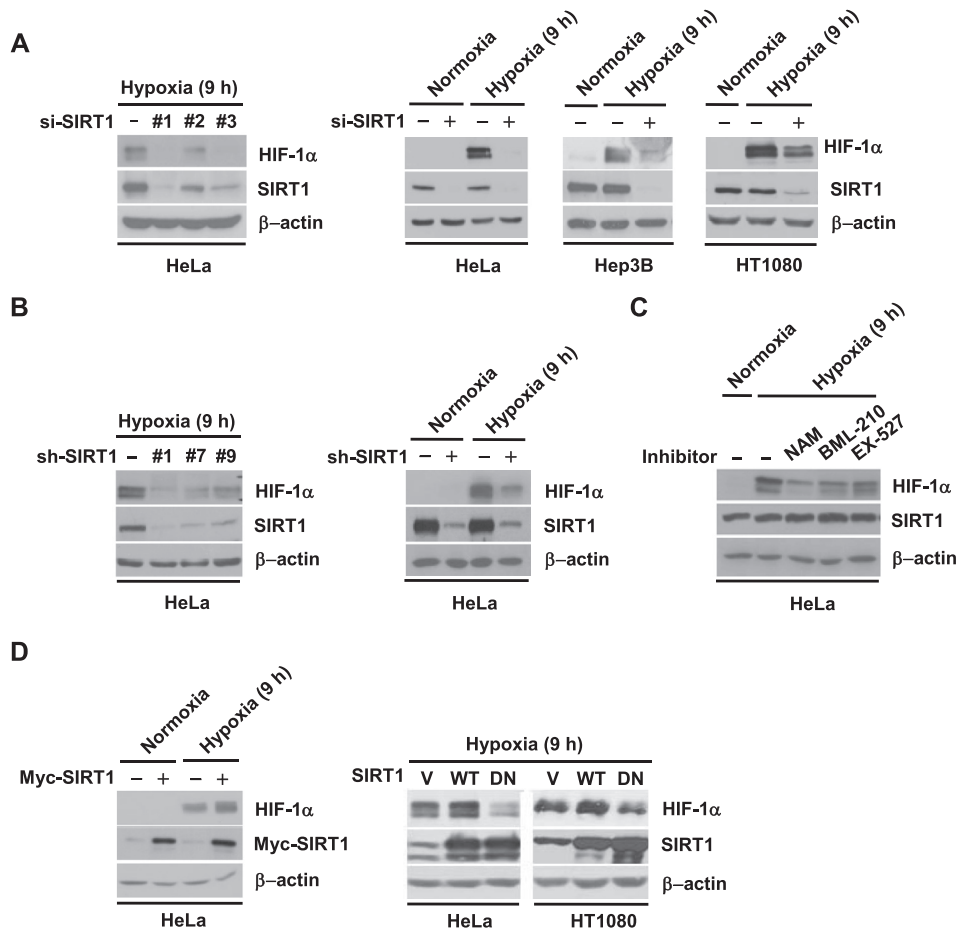 A
Hypoxia (9 h)
si-SIRT1 – #1 #2 #3
HIF-1α
SIRT1
β–actin
HeLa
Normoxia Hypoxia (9 h) Normoxia Hypoxia (9 h) Normoxia Hypoxia (9 h)
si-SIRT1 – + – + – – + – – +
HIF-1α
SIRT1
β–actin
HeLa Hep3B HT1080
B
Hypoxia (9 h)
sh-SIRT1 – #1 #7 #9
HIF-1α
SIRT1
β–actin
HeLa
Normoxia Hypoxia (9 h)
sh-SIRT1 – + – +
HIF-1α
SIRT1
β–actin
HeLa
C
Normoxia Hypoxia (9 h)
Inhibitor – – NAM BML-210 EX-527
HIF-1α
SIRT1
β–actin
HeLa
D
Normoxia Hypoxia (9 h)
Myc-SIRT1 – + – +
HIF-1α
Myc-SIRT1
β–actin
HeLa
Hypoxia (9 h)
SIRT1 V WT DN V WT DN
HIF-1α
SIRT1
β–actin
HeLa HT1080